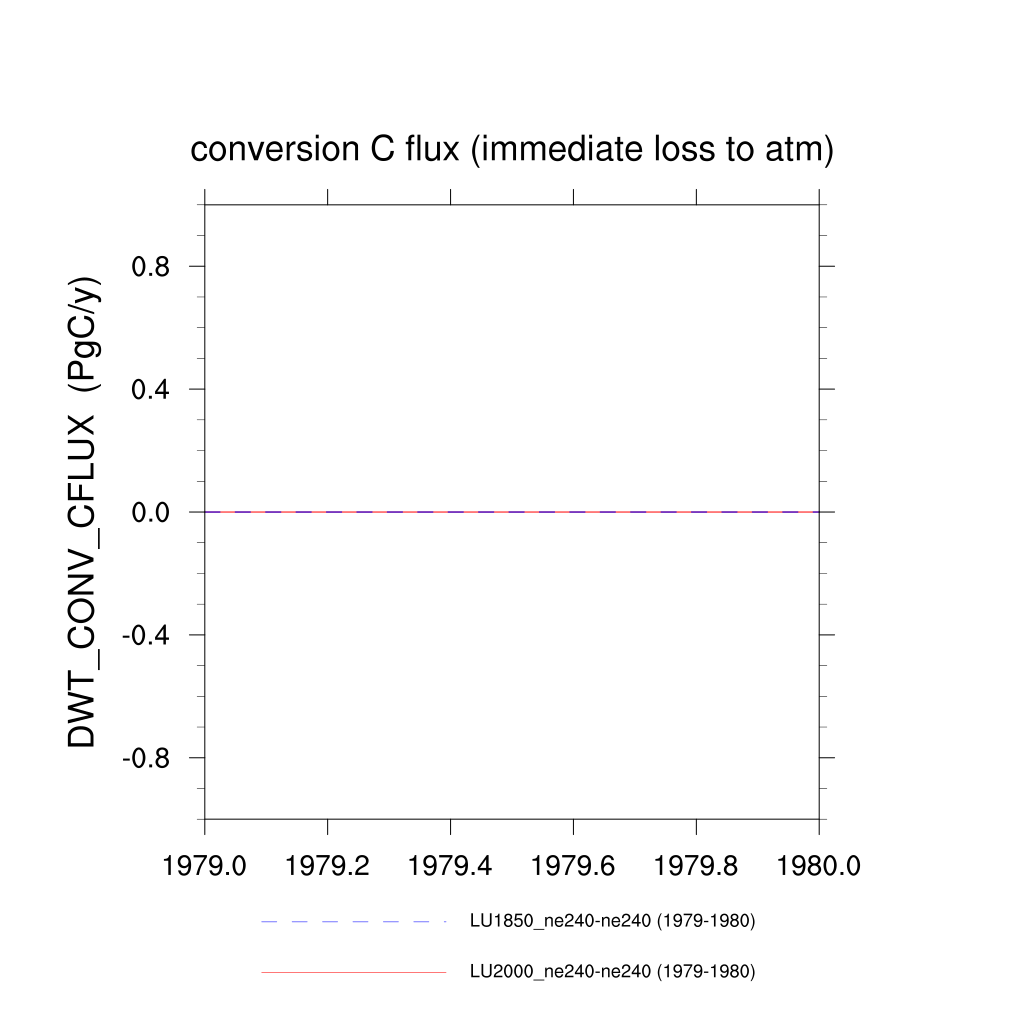 conversion C flux (immediate loss to atm)
DWT_CONV_CFLUX (PgC/y)
0.8
0.4
0.0
-0.4
-0.8
1979.0 1979.2 1979.4 1979.6 1979.8 1980.0
LU1850_ne240-ne240 (1979-1980)
LU2000_ne240-ne240 (1979-1980)